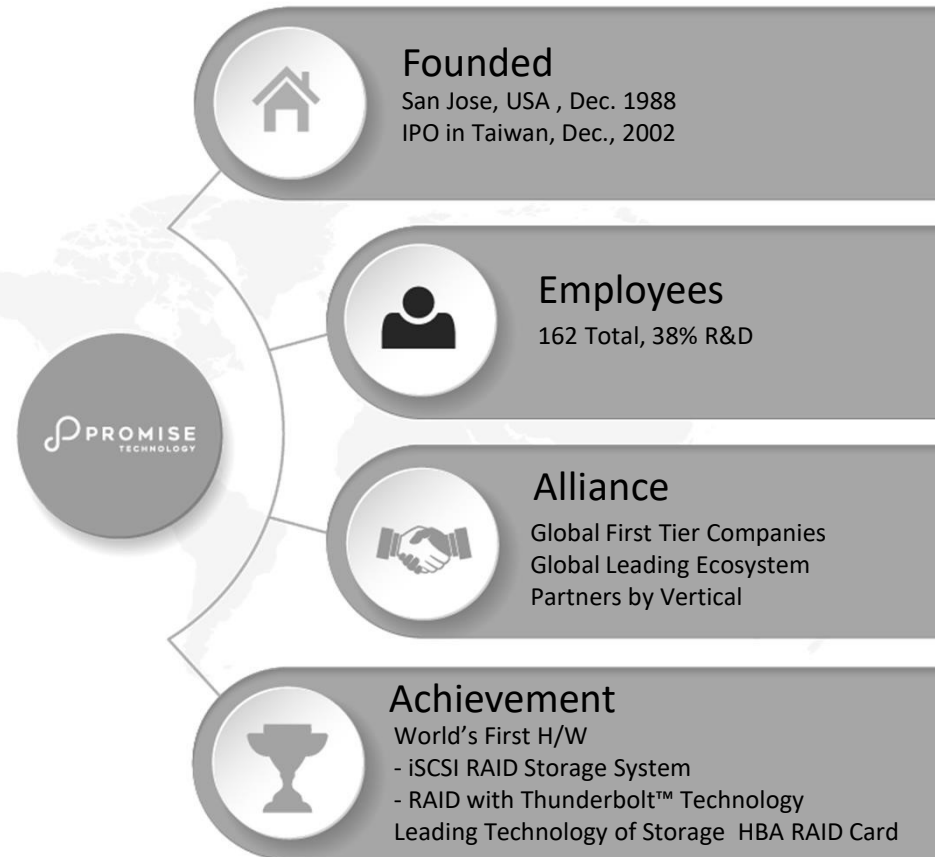 Founded
San Jose, USA , Dec. 1988
IPO in Taiwan, Dec., 2002
Employees
162 Total, 38% R&D
PROMISE
TECHNOLOGY
Alliance
Global First Tier Companies
Global Leading Ecosystem
Partners by Vertical
Achievement
World’s First H/W
- iSCSI RAID Storage System
- RAID with Thunderbolt™ Technology
Leading Technology of Storage  HBA RAID Card